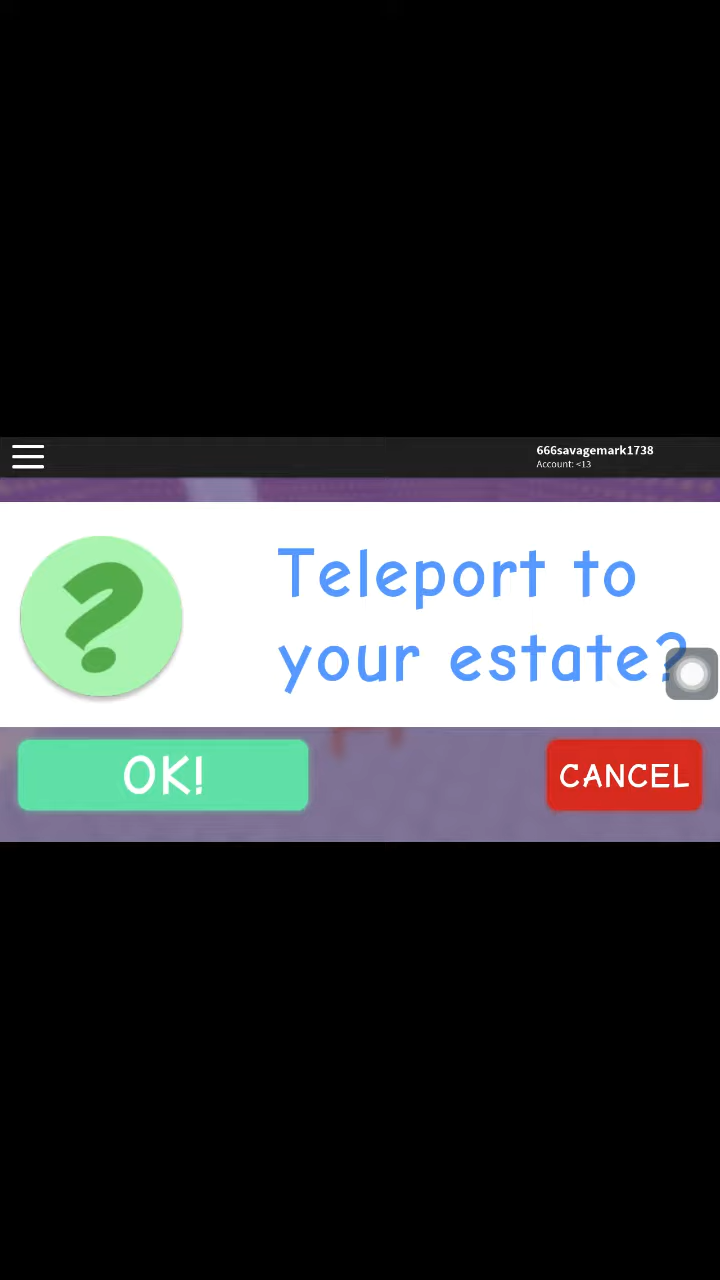 666savagemark1738
Account: <13
?
Teleport to
your estate?
OK!
CANCEL